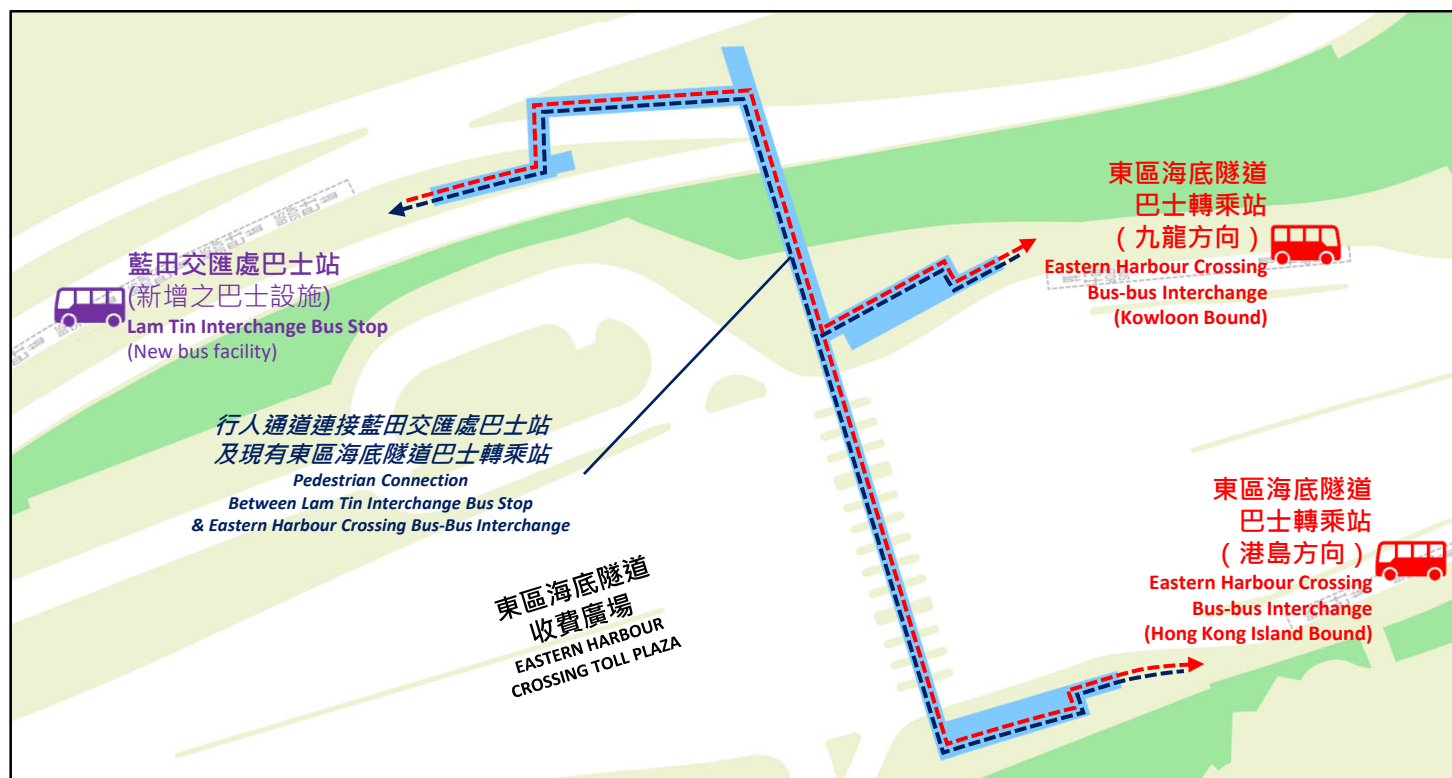 東區海底隧道
巴士轉乘站
（九龍方向）
Eastern Harbour Crossing
Bus-bus Interchange
(Kowloon Bound)
藍田交匯處巴士站
(新增之巴士設施)
Lam Tin Interchange Bus Stop
(New bus facility)
行人通道連接藍田交匯處巴士站
及現有東區海底隧道巴士轉乘站
Pedestrian Connection
Between Lam Tin Interchange Bus Stop
& Eastern Harbour Crossing Bus-Bus Interchange
東區海底隧道
巴士轉乘站
（港島方向）
Eastern Harbour Crossing
Bus-bus Interchange
(Hong Kong Island Bound)
東區海底隧道
收費廣場
EASTERN HARBOUR
CROSSING TOLL PLAZA